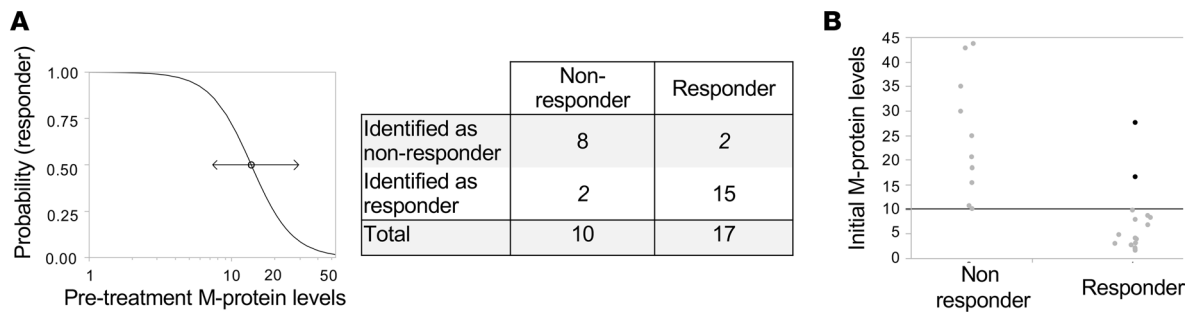 A
Probability (responder)
1.00
0.75
0.50
0.25
0.00
1
10
20
50
Pre-treatment M-protein levels
Non-
responder
Responder
Identified as
non-responder
8
2
Identified as
responder
2
15
Total
10
17
B
Initial M-protein levels
45
40
35
30
25
20
15
10
5
0
Non
responder
Responder